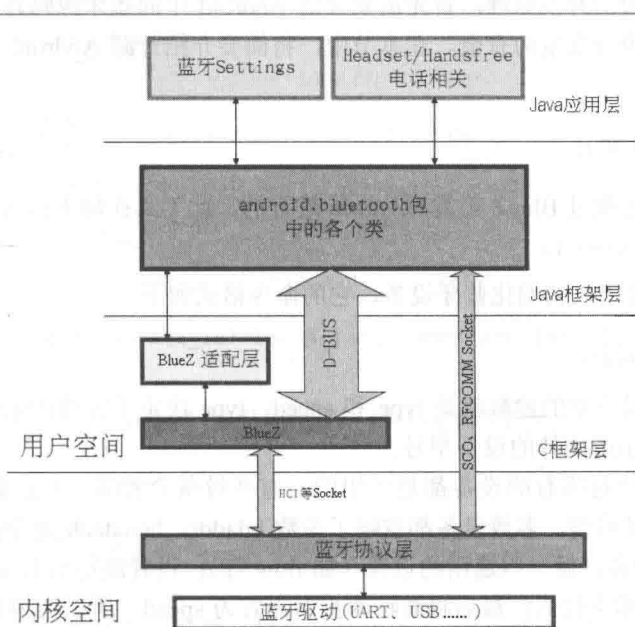 蓝牙Settings
Headset/Handsfree
电话相关
Java应用层
android.bluetooth包
中的各个类
Java框架层
BlueZ 适配层
D-BUS
SCO、RFCOMM Socket
BlueZ
用户空间
C框架层
HCI等Socket
蓝牙协议层
内核空间
蓝牙驱动(UART、USB……)